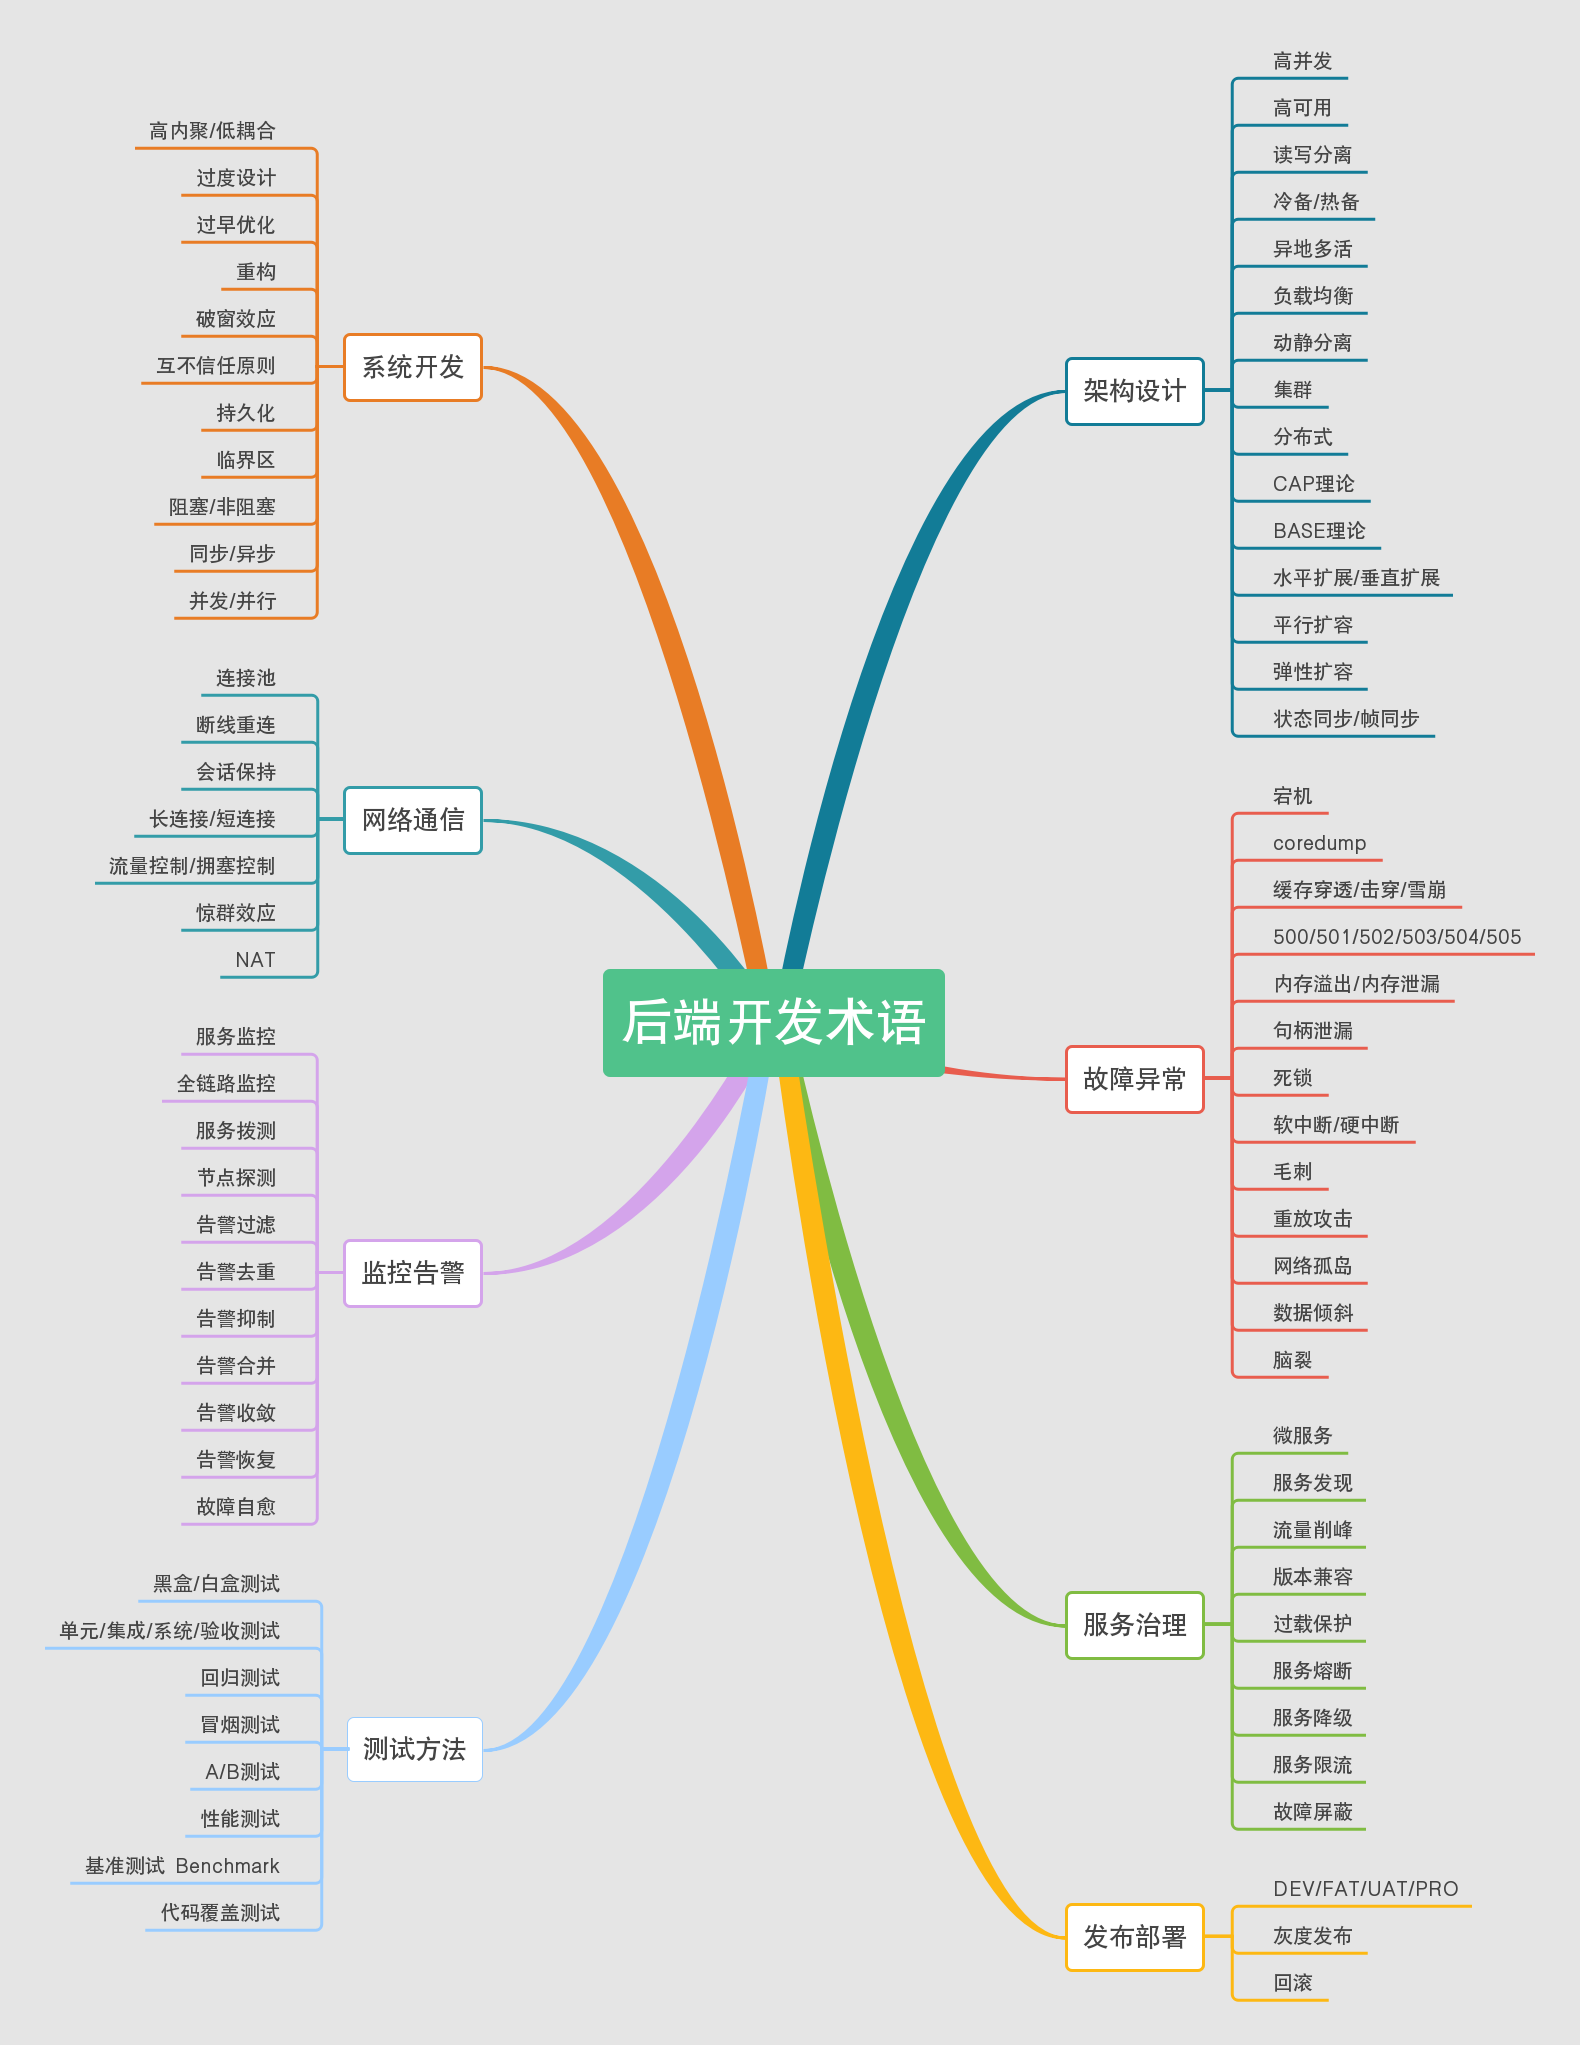 后端开发术语
系统开发
高内聚/低耦合
过度设计
过早优化
重构
破窗效应
互不信任原则
持久化
临界区
阻塞/非阻塞
同步/异步
并发/并行
网络通信
连接池
断线重连
会话保持
长连接/短连接
流量控制/拥塞控制
惊群效应
NAT
监控告警
服务监控
全链路监控
服务拨测
节点探测
告警过滤
告警去重
告警抑制
告警合并
告警收敛
告警恢复
故障自愈
测试方法
黑盒/白盒测试
单元/集成/系统/验收测试
回归测试
冒烟测试
A/B测试
性能测试
基准测试 Benchmark
代码覆盖测试
架构设计
高并发
高可用
读写分离
冷备/热备
异地多活
负载均衡
动静分离
集群
分布式
CAP理论
BASE理论
水平扩展/垂直扩展
平行扩容
弹性扩容
状态同步/帧同步
故障异常
宕机
coredump
缓存穿透/击穿/雪崩
500/501/502/503/504/505
内存溢出/内存泄漏
句柄泄漏
死锁
软中断/硬中断
毛刺
重放攻击
网络孤岛
数据倾斜
脑裂
服务治理
微服务
服务发现
流量削峰
版本兼容
过载保护
服务熔断
服务降级
服务限流
故障屏蔽
发布部署
DEV/FAT/UAT/PRO
灰度发布
回滚